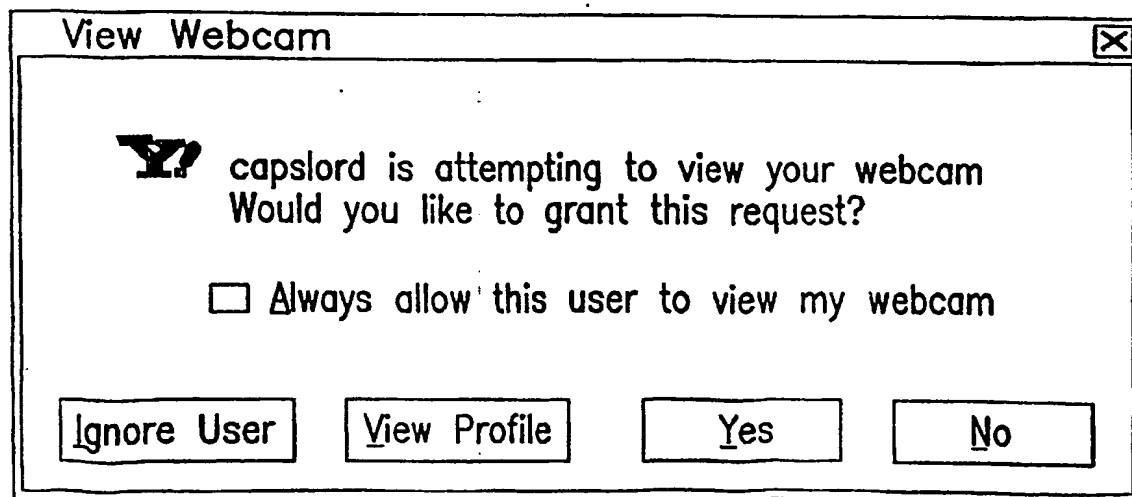 View Webcam
Y! capslord is attempting to view your webcam
Would you like to grant this request?
Always allow this user to view my webcam
Ignore User View Profile Yes No